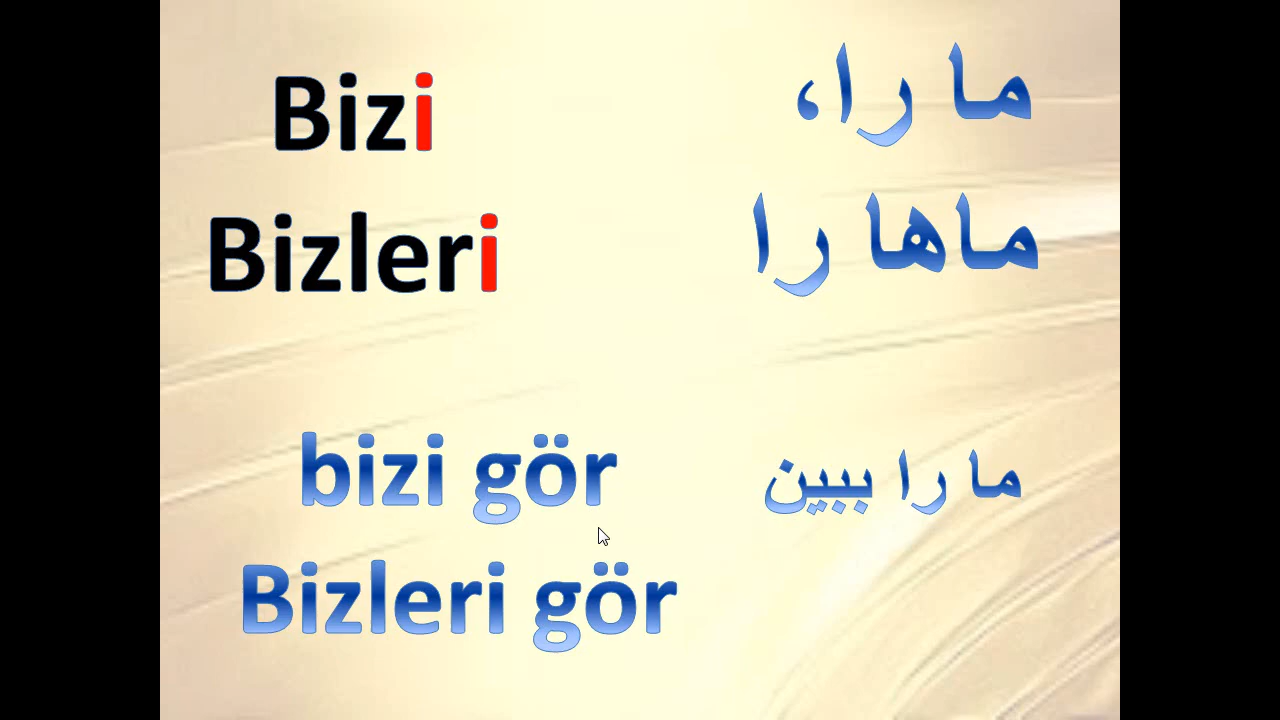 Bizi
ما را،
Bizleri
ماها را
bizi gör
ما را ببین
Bizleri gör